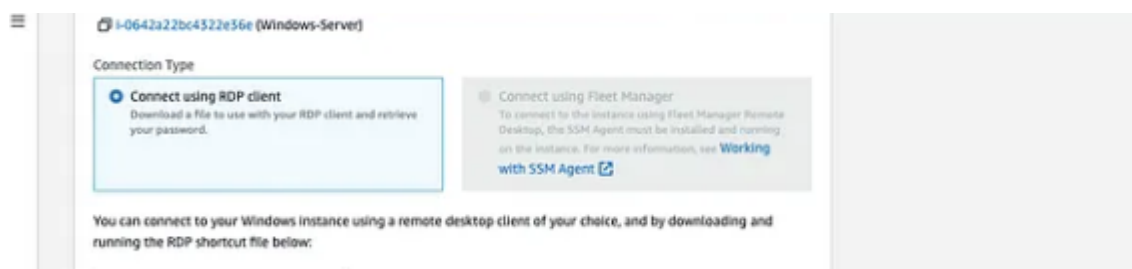 i-0642a22bc4322e36e (Windows-Server)
Connection Type
Connect using RDP client
Download a file to use with your RDP client and retrieve
your password.
Connect using Fleet Manager
To connect to the instance using Fleet Manager Remote
Desktop, the SSM Agent must be installed and running
on the instance. For more information, see Working
with SSM Agent
You can connect to your Windows instance using a remote desktop client of your choice, and by downloading and
running the RDP shortcut file below: